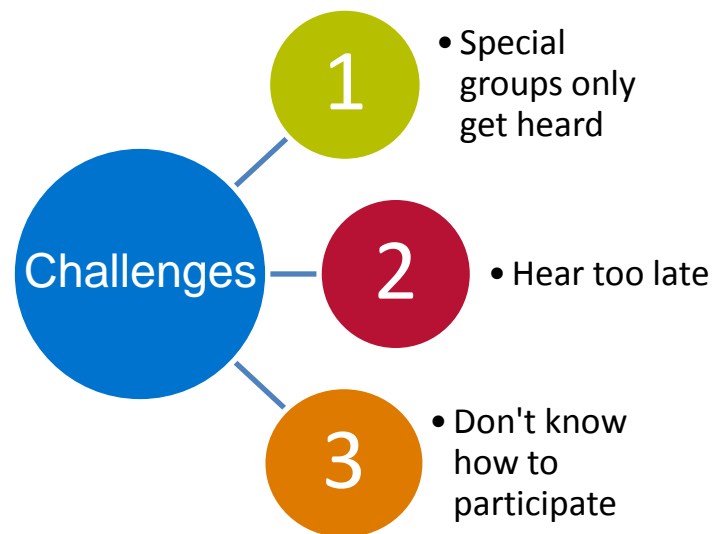 Challenges
1
• Special
groups only
get heard
2
• Hear too late
3
• Don't know
how to
participate